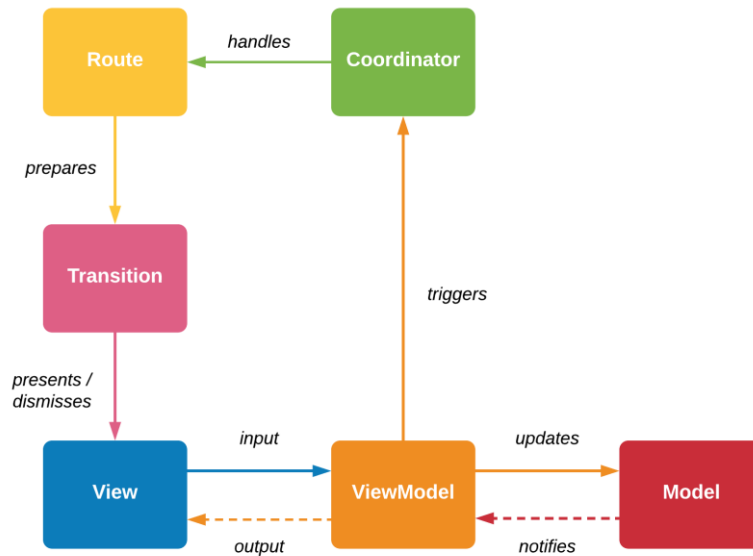 handles
Route
Coordinator
prepares
Transition
triggers
presents /
dismisses
input
updates
View
ViewModel
Model
output
notifies